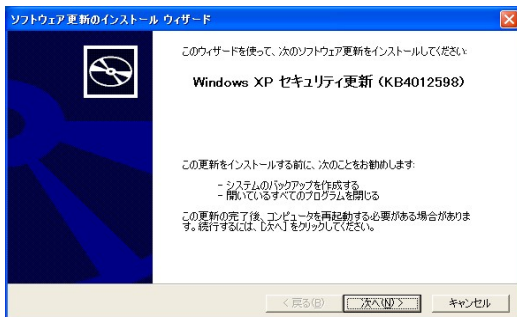 ソフトウェア更新のインストール ウィザード
このウィザードを使って、次のソフトウェア更新をインストールしてください:
Windows XP セキュリティ更新 (KB4012598)
この更新をインストールする前に、次のことをお勧めします:
- システムのバックアップを作成する
- 開いているすべてのプログラムを閉じる
この更新の完了後、コンピュータを再起動する必要がある場合がありま
す。続行するには、[次へ] をクリックしてください。
< 戻る(B) 次へ(N) > キャンセル